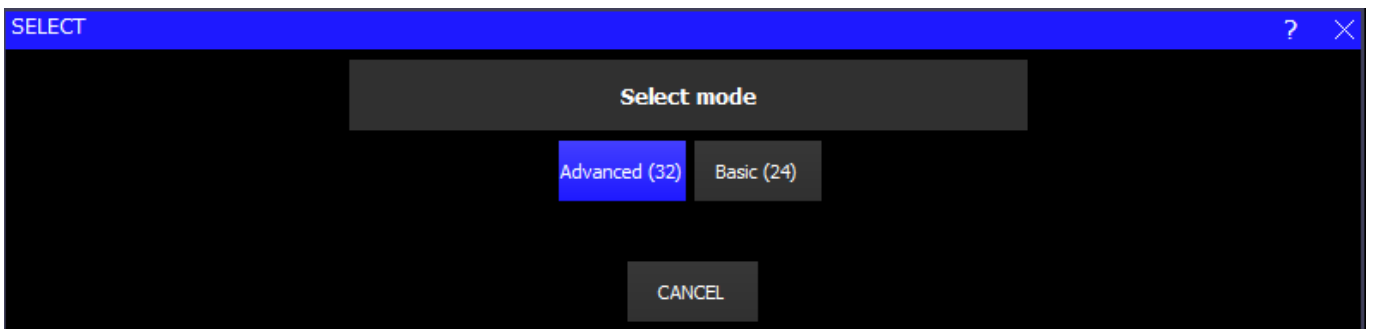 SELECT ?
Select mode
Advanced (32) Basic (24)
CANCEL